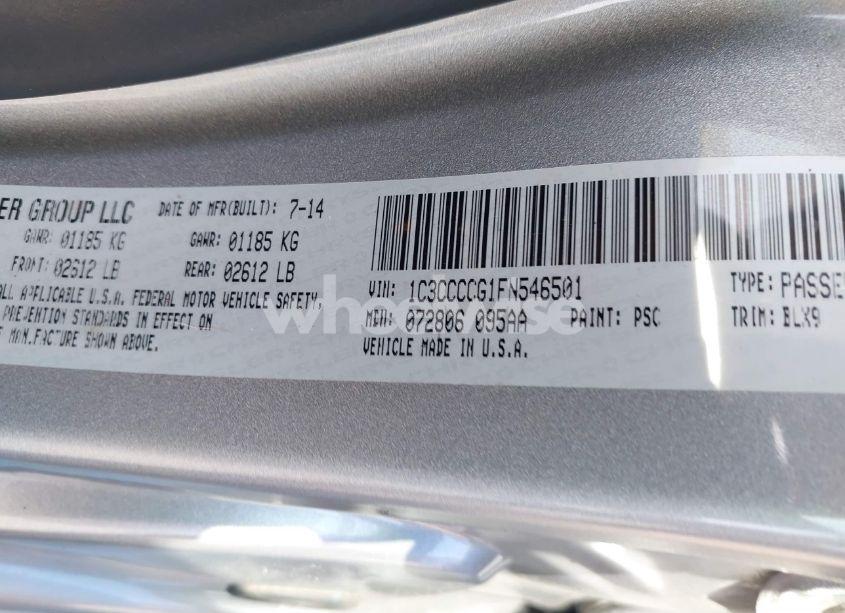 ER GROUP LLC DATE OF MFR(BUILT): 7-14
GAWR: 01185 KG GAWR: 01185 KG
FRONT: 02612 LB REAR: 02612 LB
ALL APPLICABLE U.S.A. FEDERAL MOTOR VEHICLE SAFETY,
PREVENTION STANDARDS IN EFFECT ON
MANUFACTURE SHOWN ABOVE.
VIN: 1C3CCCCG1FN546501 TYPE: PASSE
MDH: 072806 095AA PAINT: PSC TRIM: BLX9
VEHICLE MADE IN U.S.A.
wheelwise